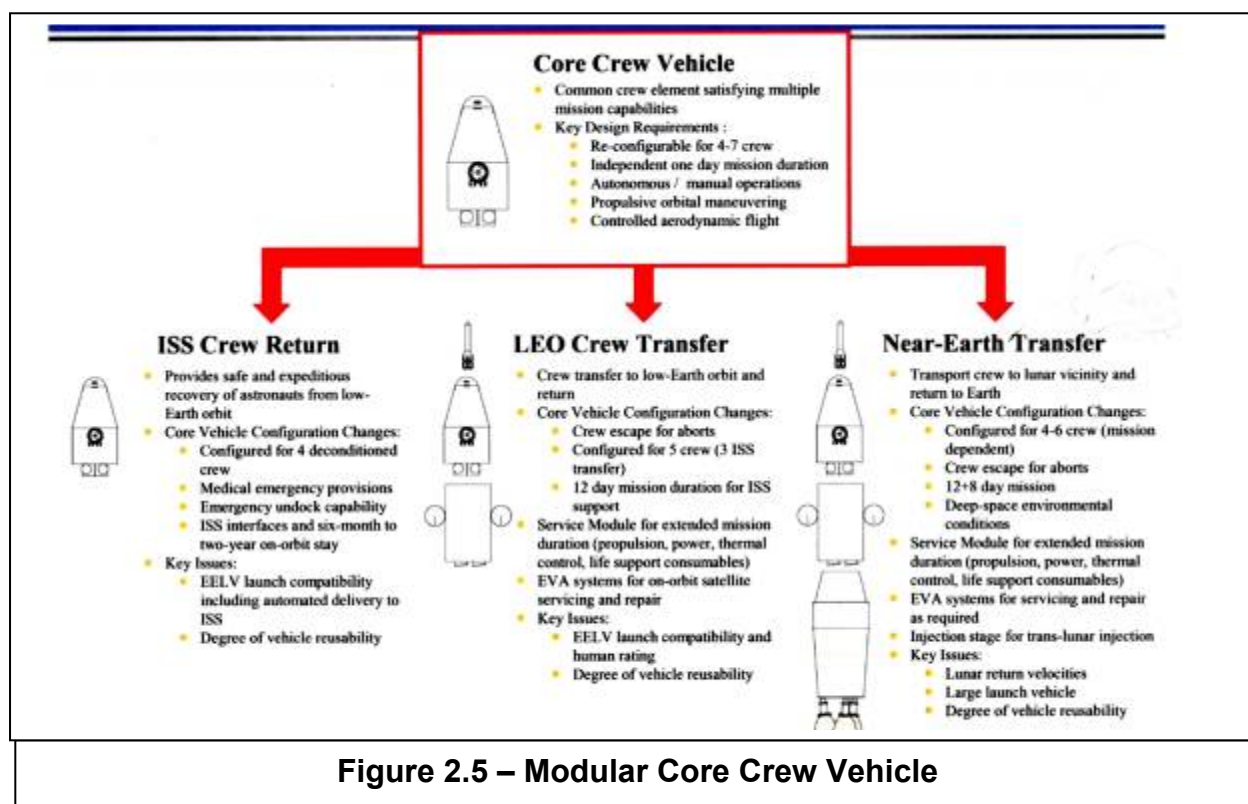 Core Crew Vehicle
Common crew element satisfying multiple
mission capabilities
Key Design Requirements :
Re-configurable for 4-7 crew
Independent one day mission duration
Autonomous / manual operations
Propulsive orbital maneuvering
Controlled aerodynamic flight
ISS Crew Return
Provides safe and expeditious
recovery of astronauts from low-
Earth orbit
Core Vehicle Configuration Changes:
Configured for 4 deconditioned
crew
Medical emergency provisions
Emergency undock capability
ISS interfaces and six-month to
two-year on-orbit stay
Key Issues:
EELV launch compatibility
including automated delivery to
ISS
Degree of vehicle reusability
LEO Crew Transfer
Crew transfer to low-Earth orbit and
return
Core Vehicle Configuration Changes:
Crew escape for aborts
Configured for 5 crew (3 ISS
transfer)
12 day mission duration for ISS
support
Service Module for extended mission
duration (propulsion, power, thermal
control, life support consumables)
EVA systems for on-orbit satellite
servicing and repair
Key Issues:
EELV launch compatibility and
human rating
Degree of vehicle reusability
Near-Earth Transfer
Transport crew to lunar vicinity and
return to Earth
Core Vehicle Configuration Changes:
Configured for 4-6 crew (mission
dependent)
Crew escape for aborts
12+8 day mission
Deep-space environmental
conditions
Service Module for extended mission
duration (propulsion, power, thermal
control, life support consumables)
EVA systems for servicing and repair
as required
Injection stage for trans-lunar injection
Key Issues:
Lunar return velocities
Large launch vehicle
Degree of vehicle reusability
Figure 2.5 – Modular Core Crew Vehicle